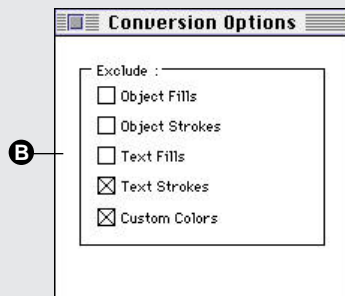 Conversion Options
Exclude :
Object Fills
Object Strokes
B
Text Fills
Text Strokes
Custom Colors